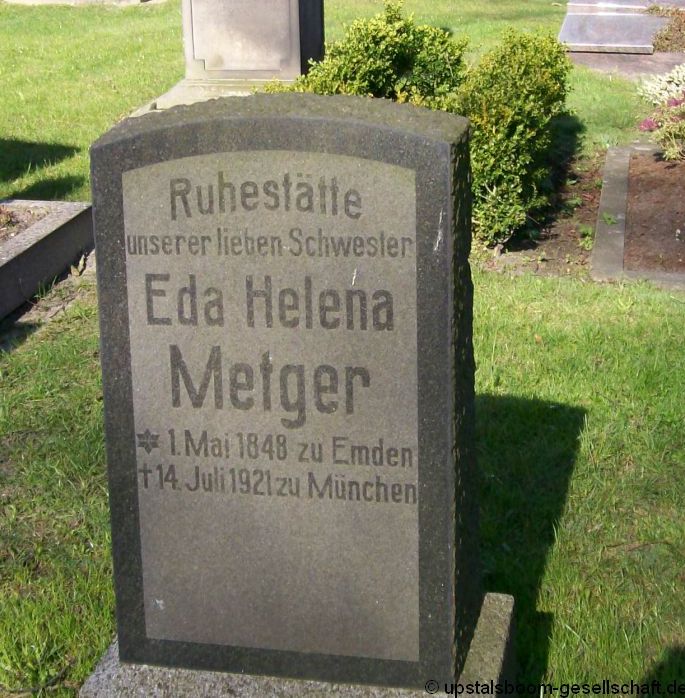 Ruhestätte
unserer lieben Schwester
Eda Helena
Metger
* 1. Mai 1848 zu Emden
† 14. Juli 1921 zu München
© upstalsboom-gesellschaft.de